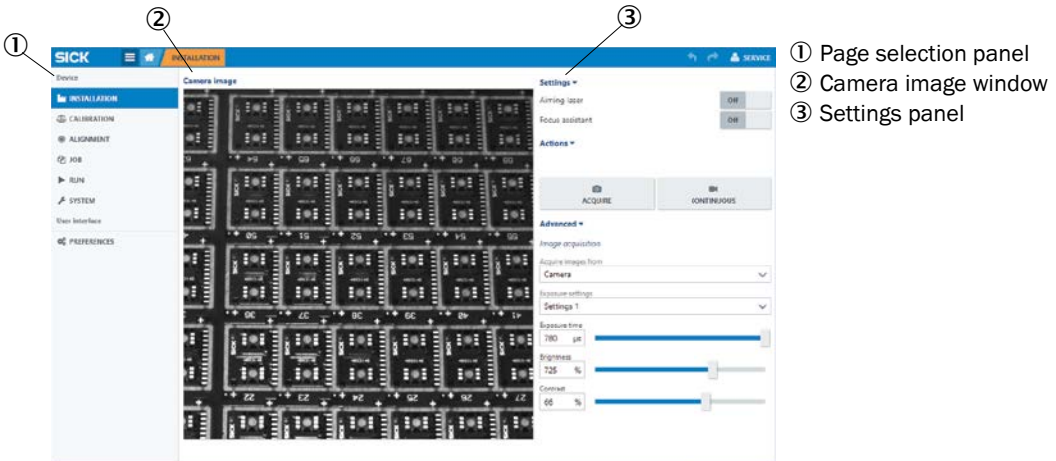 ② ③
①
SICK INSTALLATION SERVICE
① Page selection panel
② Camera image window
③ Settings panel
Device
INSTALLATION
CALIBRATION
ALIGNMENT
JOB
RUN
SYSTEM
User Interface
PREFERENCES
Camera image
Settings
Aiming laser Off
Focus assistant Off
Actions
ACQUIRE CONTINUOUS
Advanced
Image acquisition
Acquire images from
Camera
Exposure settings
Settings 1
Exposure time
780 µs
Brightness
725 %
Contrast
66 %